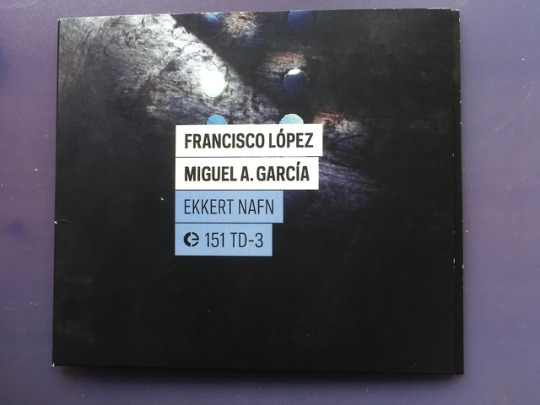 FRANCISCO LÓPEZ
MIGUEL A. GARCÍA
EKKERT NAFN
151 TD-3